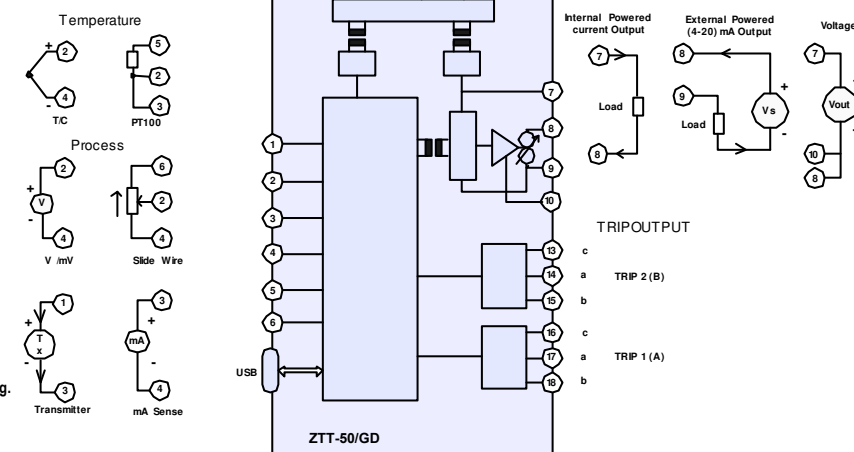 Temperature
+
2
5
2
4
-
3
T/C
PT100
Process
2
6
+
V
2
-
4
4
V /mV
Slide Wire
1
3
+
+
T
x
mA
-
-
3
4
g.
Transmitter
mA Sense
1
2
3
4
5
6
USB
7
8
9
10
13
14
15
16
17
18
ZTT-50/GD
Internal Powered
current Output
7
Load
8
External Powered
(4-20) mA Output
8
+
9
Vs
Load
-
Voltage
7
Vout
10
8
TRIPOUTPUT
c
a
TRIP 2 (B)
b
c
a
TRIP 1 (A)
b